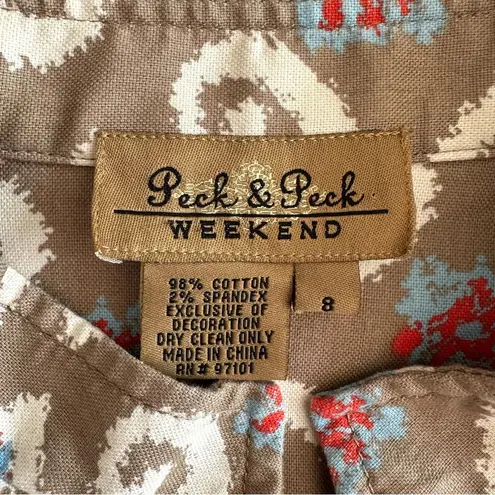 Peck & Peck
WEEKEND
98% COTTON
2% SPANDEX
EXCLUSIVE OF
DECORATION
DRY CLEAN ONLY
MADE IN CHINA
RN# 97101
8